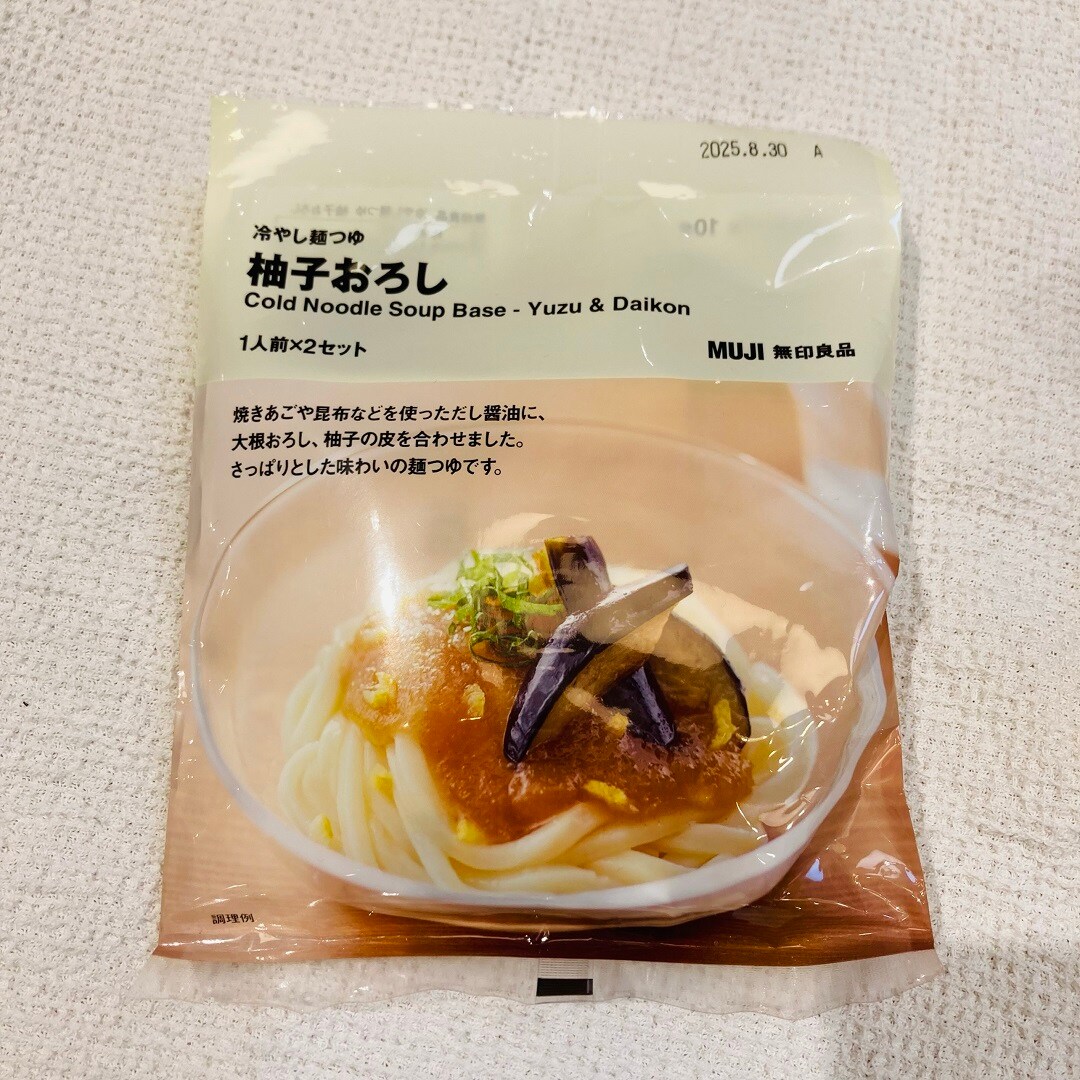 2025.8.30 A
冷やし麺つゆ
柚子おろし
Cold Noodle Soup Base - Yuzu & Daikon
1人前×2セット
MUJI 無印良品
焼きあごや昆布などを使っただし醤油に、
大根おろし、柚子の皮を合わせました。
さっぱりとした味わいの麺つゆです。
調理例